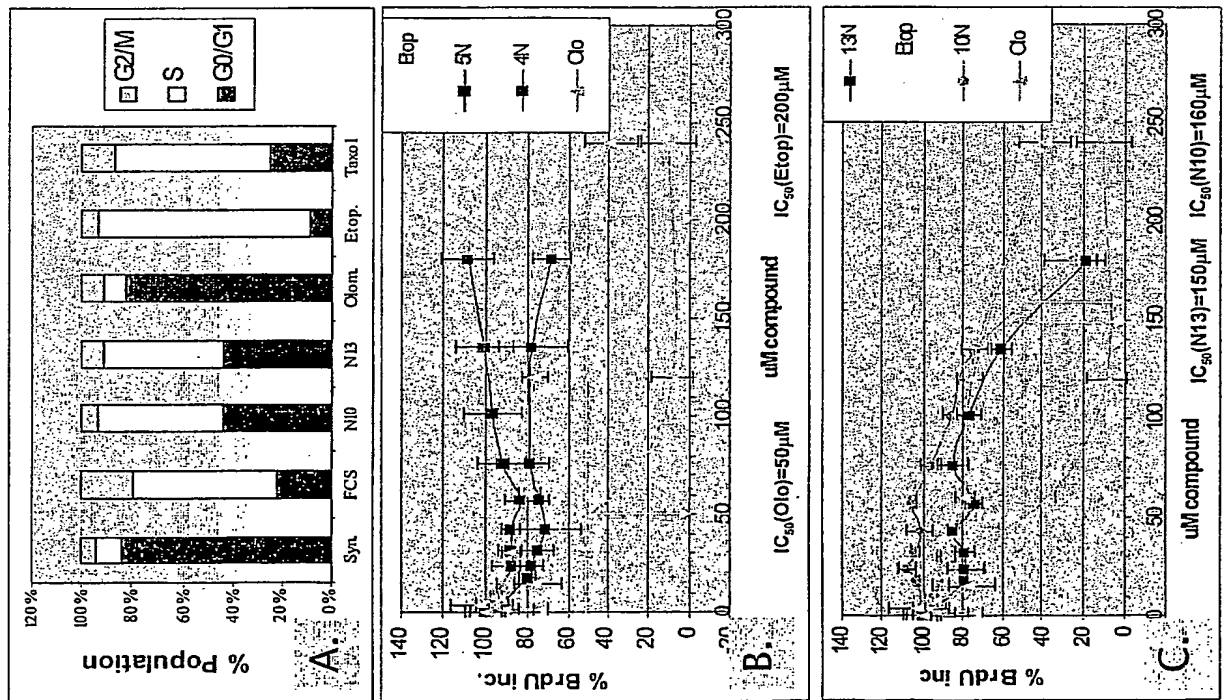 120%
100%
80%
60%
40%
20%
0%
% Population
Syn.
FCS
N10
N13
Olom.
Etop.
Taxol
G2/M
S
G0/G1
A.
140
120
100
80
60
40
20
0
20
% BrdU inc.
0
50
100
150
200
250
300
uM compound
Etop
5N
4N
Clo
IC50(Olo)=50µM
IC50(Etop)=200µM
B.
140
120
100
80
60
40
20
0
% BrdU inc.
0
50
100
150
200
250
300
uM compound
13N
Etop
10N
Clo
IC50(N13)=150µM
IC50(N10)=160µM
C.